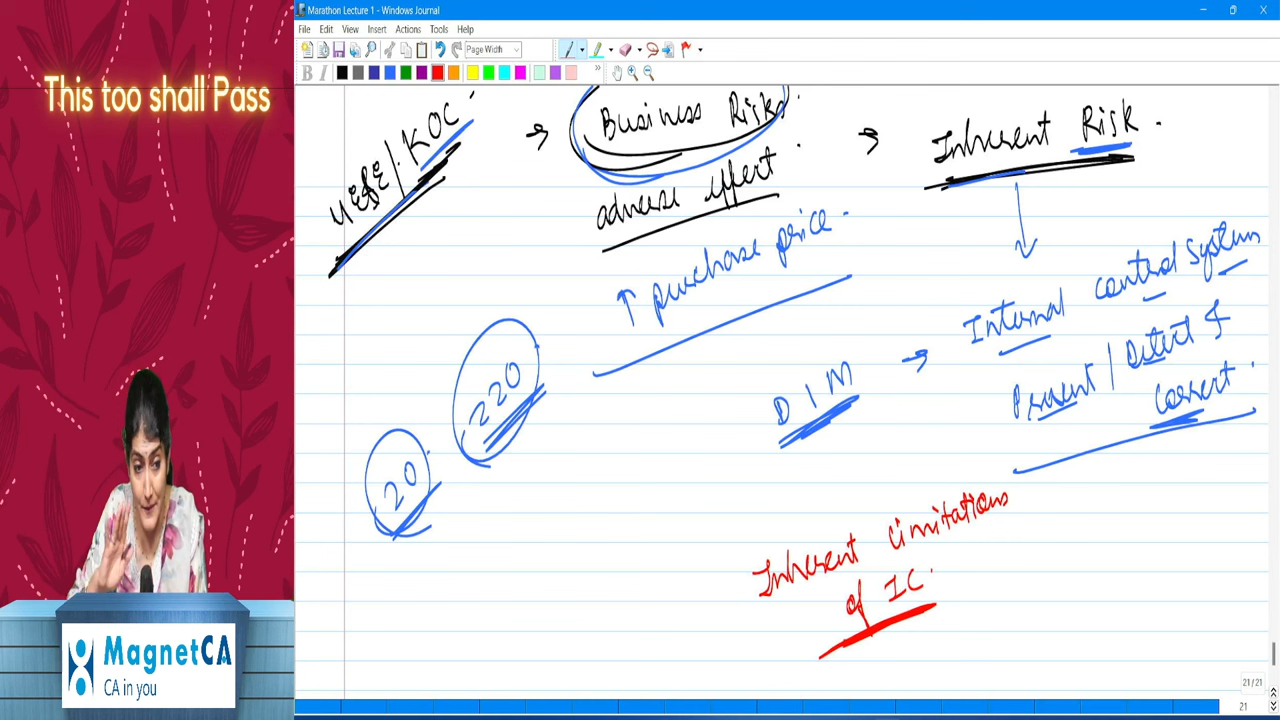 Marathon Lecture 1 - Windows Journal
File Edit View Insert Actions Tools Help
Page Width
B I
This too shall Pass
KOC → Business Risks. → Inherent Risk.
adverse effect
↑ purchase price.
Internal control system
DIM →
Prevent / Detect &
Correct.
220
20
Inherent limitations
of IC.
MagnetCA
CA in you
21/21
21